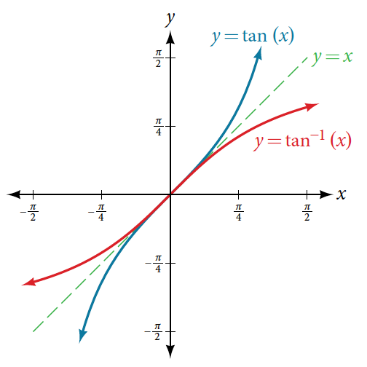 y
y = tan (x)
π/2
y = x
π/4
y = tan⁻¹ (x)
x
−π/2
−π/4
π/4
π/2
−π/4
−π/2